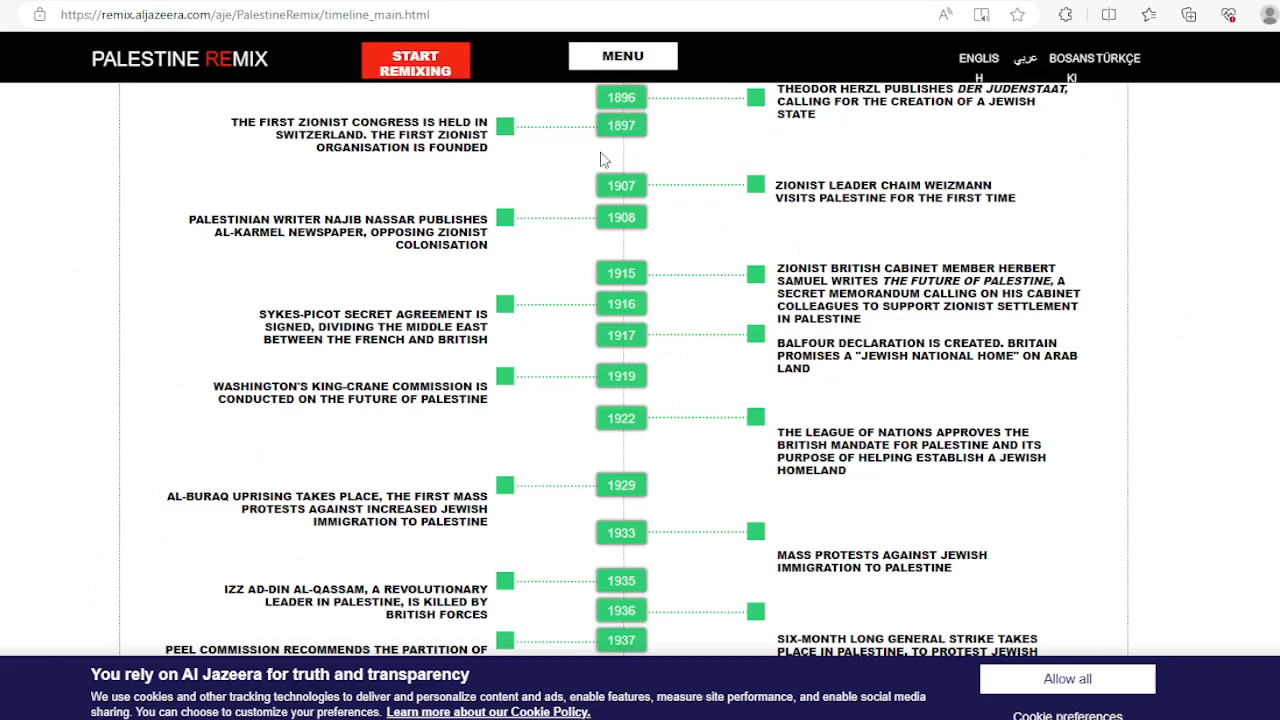 https://remix.aljazeera.com/aje/PalestineRemix/timeline_main.html
PALESTINE REMIX
START
REMIXING
MENU
ENGLIS
H
عربي
BOSANS
KI
TÜRKÇE
1896
THEODOR HERZL PUBLISHES DER JUDENSTAAT,
CALLING FOR THE CREATION OF A JEWISH
STATE
THE FIRST ZIONIST CONGRESS IS HELD IN
SWITZERLAND. THE FIRST ZIONIST
ORGANISATION IS FOUNDED
1897
1907
ZIONIST LEADER CHAIM WEIZMANN
VISITS PALESTINE FOR THE FIRST TIME
PALESTINIAN WRITER NAJIB NASSAR PUBLISHES
AL-KARMEL NEWSPAPER, OPPOSING ZIONIST
COLONISATION
1908
1915
ZIONIST BRITISH CABINET MEMBER HERBERT
SAMUEL WRITES THE FUTURE OF PALESTINE, A
SECRET MEMORANDUM CALLING ON HIS CABINET
COLLEAGUES TO SUPPORT ZIONIST SETTLEMENT
IN PALESTINE
SYKES-PICOT SECRET AGREEMENT IS
SIGNED, DIVIDING THE MIDDLE EAST
BETWEEN THE FRENCH AND BRITISH
1916
1917
BALFOUR DECLARATION IS CREATED. BRITAIN
PROMISES A "JEWISH NATIONAL HOME" ON ARAB
LAND
WASHINGTON'S KING-CRANE COMMISSION IS
CONDUCTED ON THE FUTURE OF PALESTINE
1919
1922
THE LEAGUE OF NATIONS APPROVES THE
BRITISH MANDATE FOR PALESTINE AND ITS
PURPOSE OF HELPING ESTABLISH A JEWISH
HOMELAND
AL-BURAQ UPRISING TAKES PLACE, THE FIRST MASS
PROTESTS AGAINST INCREASED JEWISH
IMMIGRATION TO PALESTINE
1929
1933
MASS PROTESTS AGAINST JEWISH
IMMIGRATION TO PALESTINE
IZZ AD-DIN AL-QASSAM, A REVOLUTIONARY
LEADER IN PALESTINE, IS KILLED BY
BRITISH FORCES
1935
1936
SIX-MONTH LONG GENERAL STRIKE TAKES
PLACE IN PALESTINE, TO PROTEST JEWISH
PEEL COMMISSION RECOMMENDS THE PARTITION OF
1937
You rely on Al Jazeera for truth and transparency
We use cookies and other tracking technologies to deliver and personalize content and ads, enable features, measure site performance, and enable social media
sharing. You can choose to customize your preferences. Learn more about our Cookie Policy.
Allow all
Cookie preferences